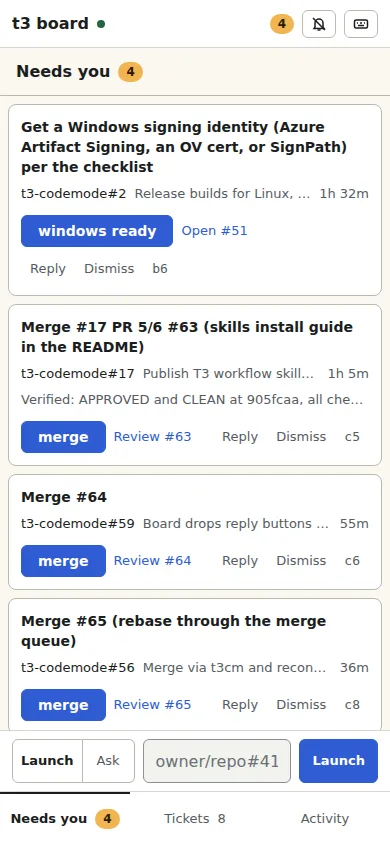 t3 board 4
Needs you 4
Get a Windows signing identity (Azure
Artifact Signing, an OV cert, or SignPath)
per the checklist
t3-codemode#2 Release builds for Linux, … 1h 32m
windows ready Open #51
Reply Dismiss b6
Merge #17 PR 5/6 #63 (skills install guide
in the README)
t3-codemode#17 Publish T3 workflow skill… 1h 5m
Verified: APPROVED and CLEAN at 905fcaa, all che…
merge Review #63 Reply Dismiss c5
Merge #64
t3-codemode#59 Board drops reply buttons … 55m
merge Review #64 Reply Dismiss c6
Merge #65 (rebase through the merge
queue)
t3-codemode#56 Merge via t3cm and recon… 36m
merge Review #65 Reply Dismiss c8
Launch Ask owner/repo#41 Launch
Needs you 4 Tickets 8 Activity